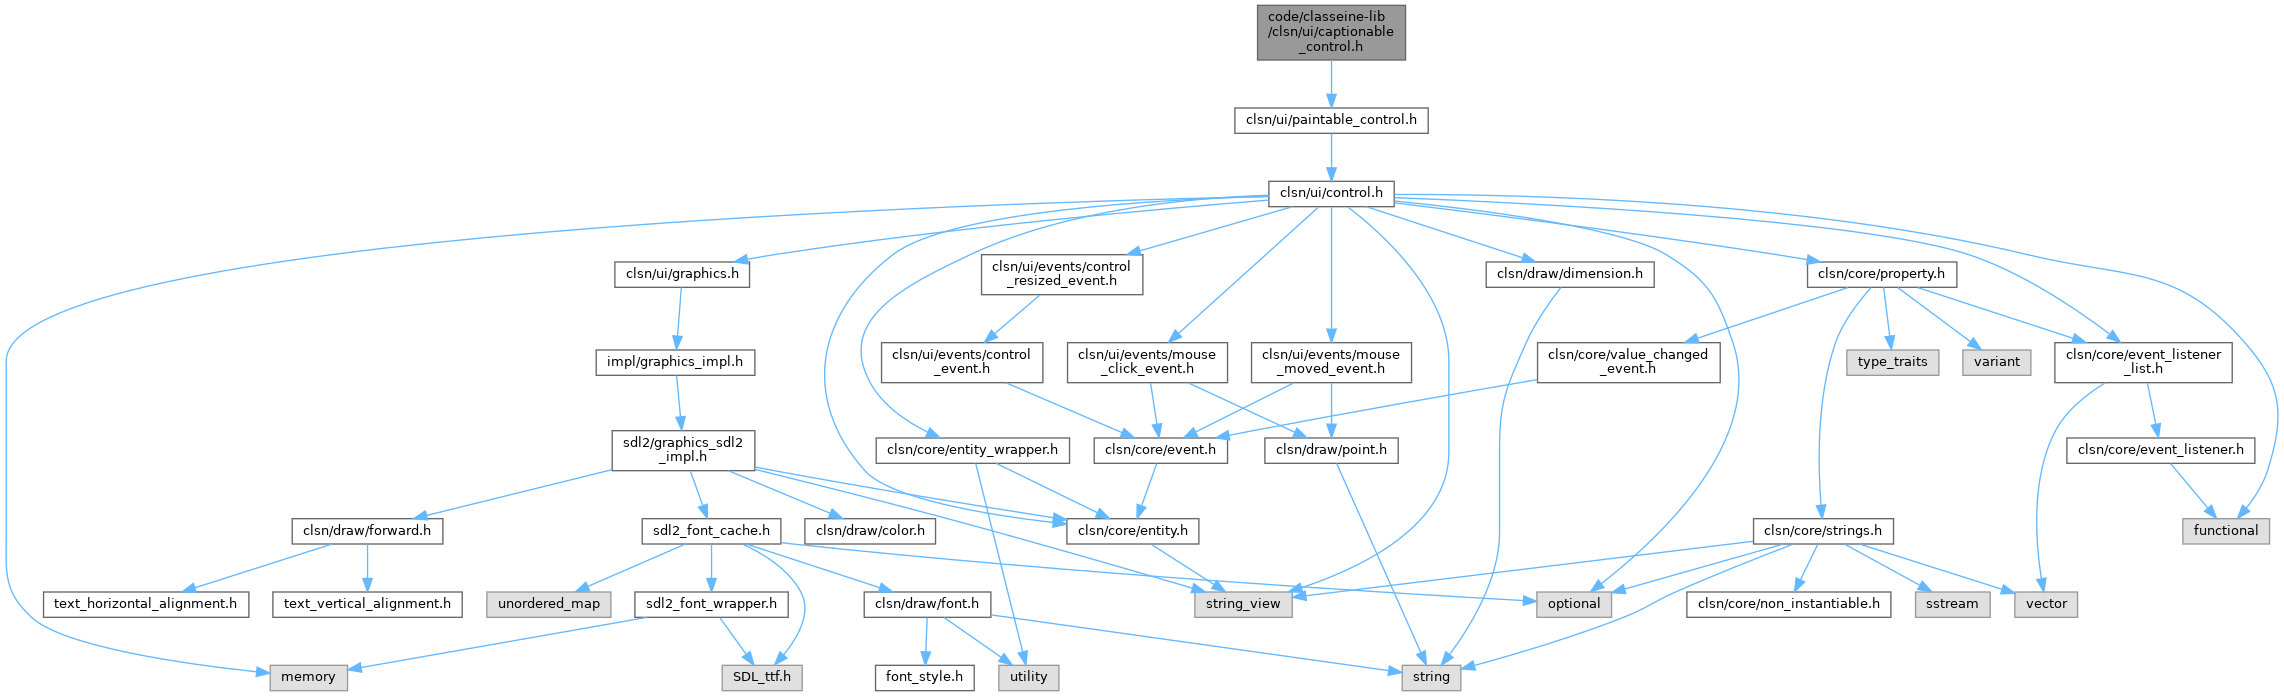 code/classeine-lib
/clsn/ui/captionable
_control.h
clsn/ui/paintable_control.h
clsn/ui/control.h
clsn/ui/graphics.h
clsn/ui/events/control
_resized_event.h
clsn/draw/dimension.h
clsn/core/property.h
impl/graphics_impl.h
clsn/ui/events/control
_event.h
clsn/ui/events/mouse
_click_event.h
clsn/ui/events/mouse
_moved_event.h
clsn/core/value_changed
_event.h
type_traits
variant
clsn/core/event_listener
_list.h
sdl2/graphics_sdl2
_impl.h
clsn/core/entity_wrapper.h
clsn/core/event.h
clsn/draw/point.h
clsn/core/event_listener.h
clsn/draw/forward.h
sdl2_font_cache.h
clsn/draw/color.h
clsn/core/entity.h
clsn/core/strings.h
functional
text_horizontal_alignment.h
text_vertical_alignment.h
unordered_map
sdl2_font_wrapper.h
clsn/draw/font.h
string_view
optional
clsn/core/non_instantiable.h
sstream
vector
memory
SDL_ttf.h
font_style.h
utility
string